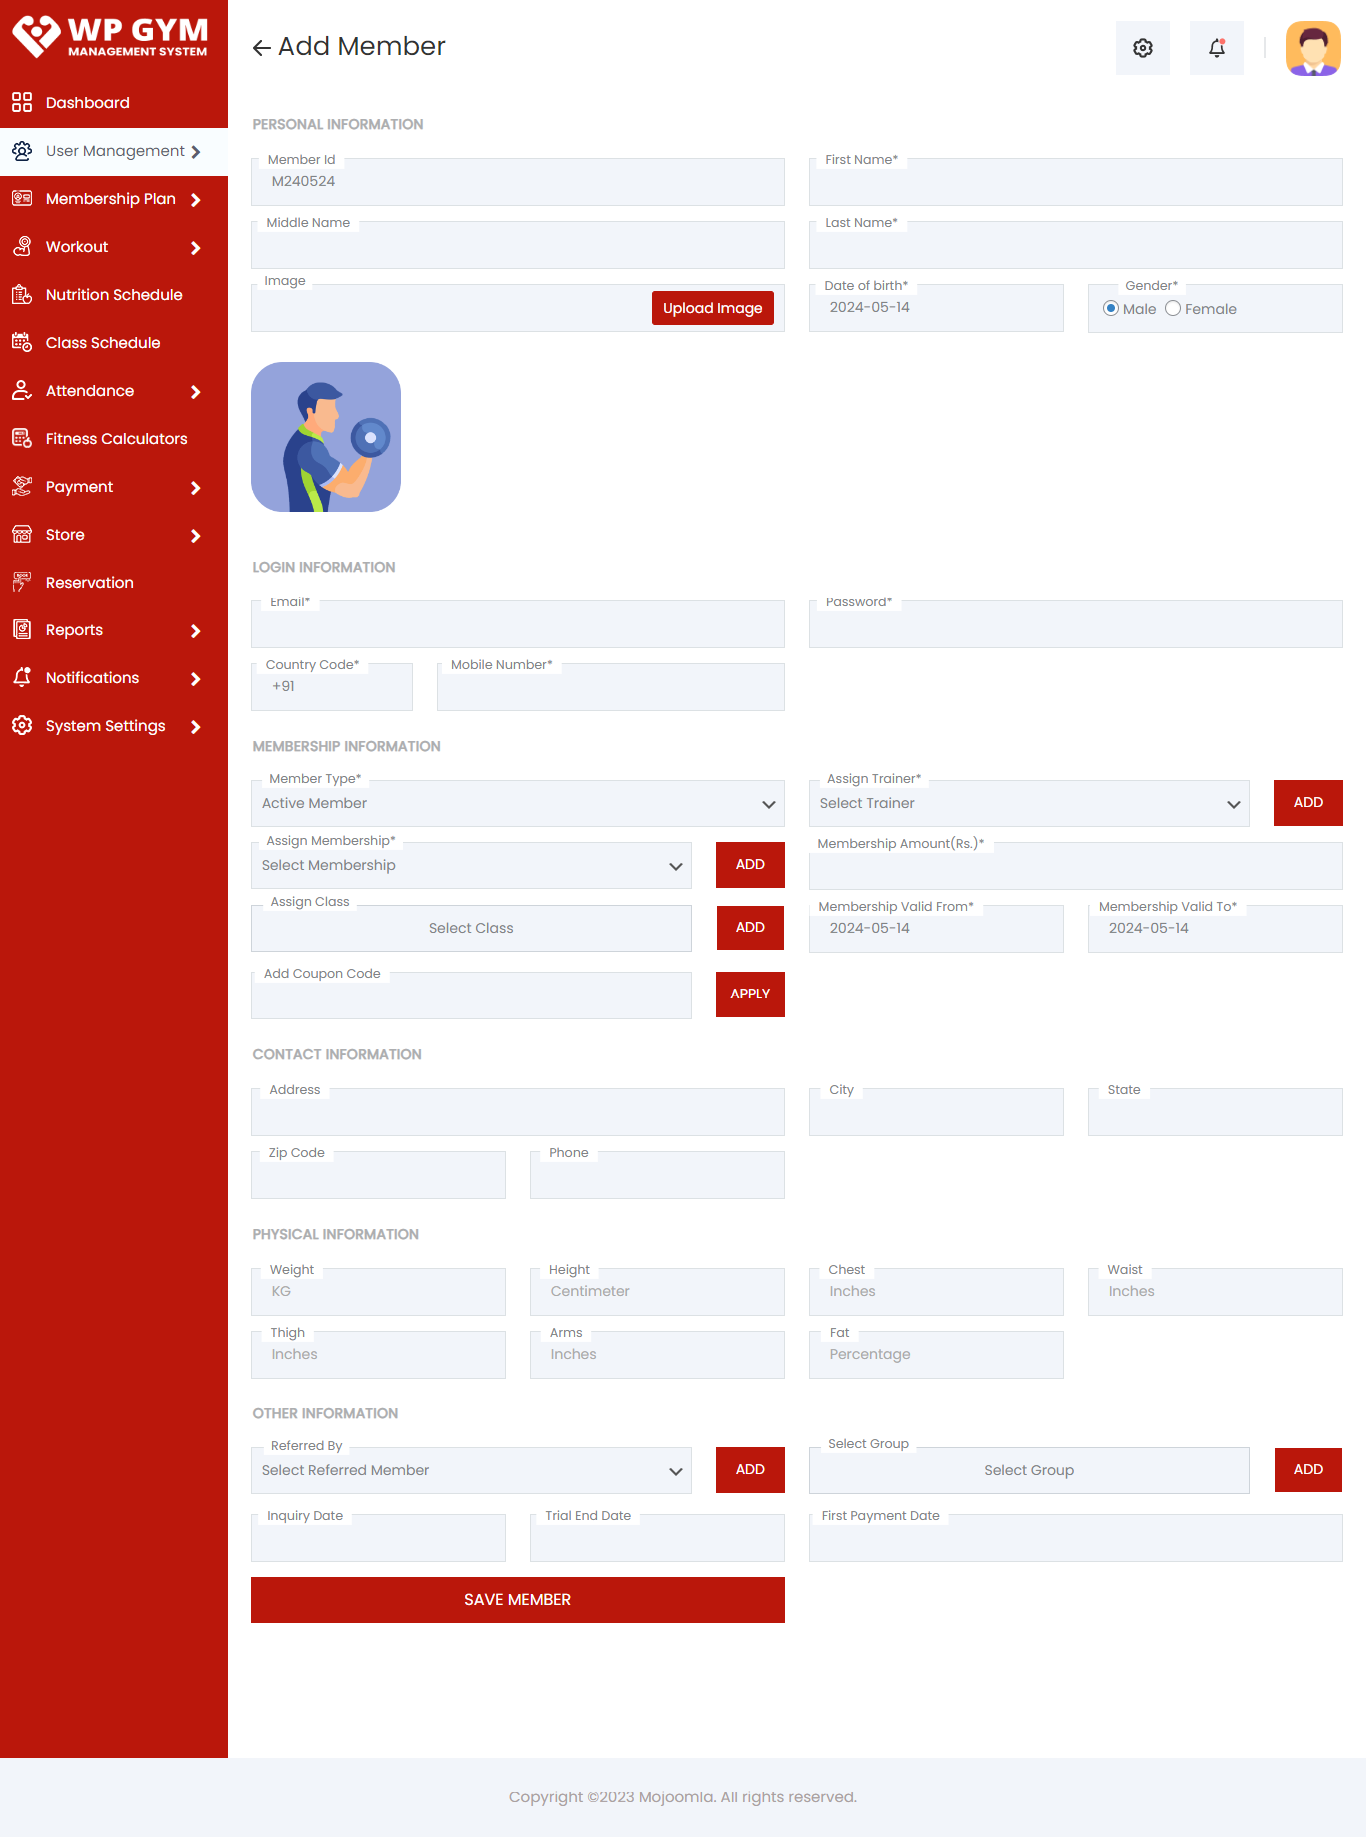 WP GYM
MANAGEMENT SYSTEM
Dashboard
User Management
Membership Plan
Workout
Nutrition Schedule
Class Schedule
Attendance
Fitness Calculators
Payment
Store
Reservation
Reports
Notifications
System Settings
Add Member
PERSONAL INFORMATION
Member Id
M240524
First Name*
Middle Name
Last Name*
Image
Upload Image
Date of birth*
2024-05-14
Gender*
Male Female
LOGIN INFORMATION
Email*
Password*
Country Code*
+91
Mobile Number*
MEMBERSHIP INFORMATION
Member Type*
Active Member
Assign Trainer*
Select Trainer
ADD
Assign Membership*
Select Membership
ADD
Membership Amount(Rs.)*
Assign Class
Select Class
ADD
Membership Valid From*
2024-05-14
Membership Valid To*
2024-05-14
Add Coupon Code
APPLY
CONTACT INFORMATION
Address
City
State
Zip Code
Phone
PHYSICAL INFORMATION
Weight
KG
Height
Centimeter
Chest
Inches
Waist
Inches
Thigh
Inches
Arms
Inches
Fat
Percentage
OTHER INFORMATION
Referred By
Select Referred Member
ADD
Select Group
Select Group
ADD
Inquiry Date
Trial End Date
First Payment Date
SAVE MEMBER
Copyright ©2023 Mojoomla. All rights reserved.